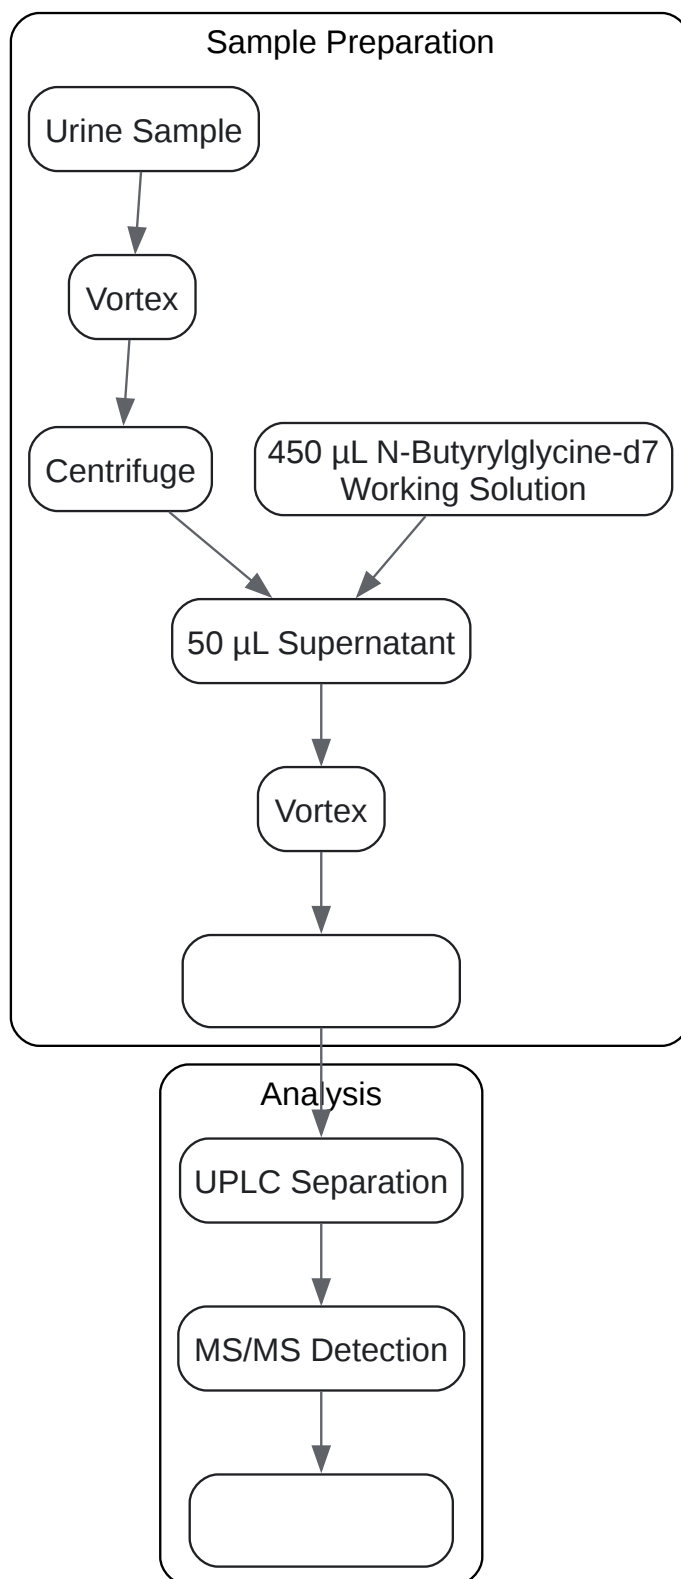 Sample Preparation
Urine Sample
Vortex
Centrifuge
450 µL N-Butyrylglycine-d7
Working Solution
50 µL Supernatant
Vortex
Analysis
UPLC Separation
MS/MS Detection